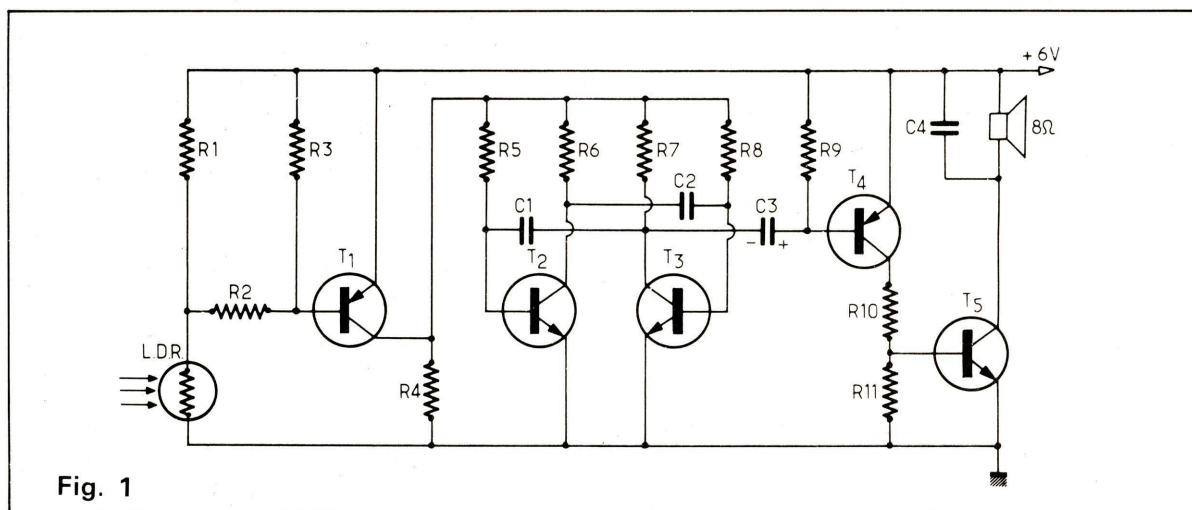 + 6V
R1
R3
R5
R6
R7
R8
R9
C4
8Ω
C2
T4
C1
C3
- +
T1
T2
T3
R2
R10
T5
L.D.R.
R4
R11
Fig. 1